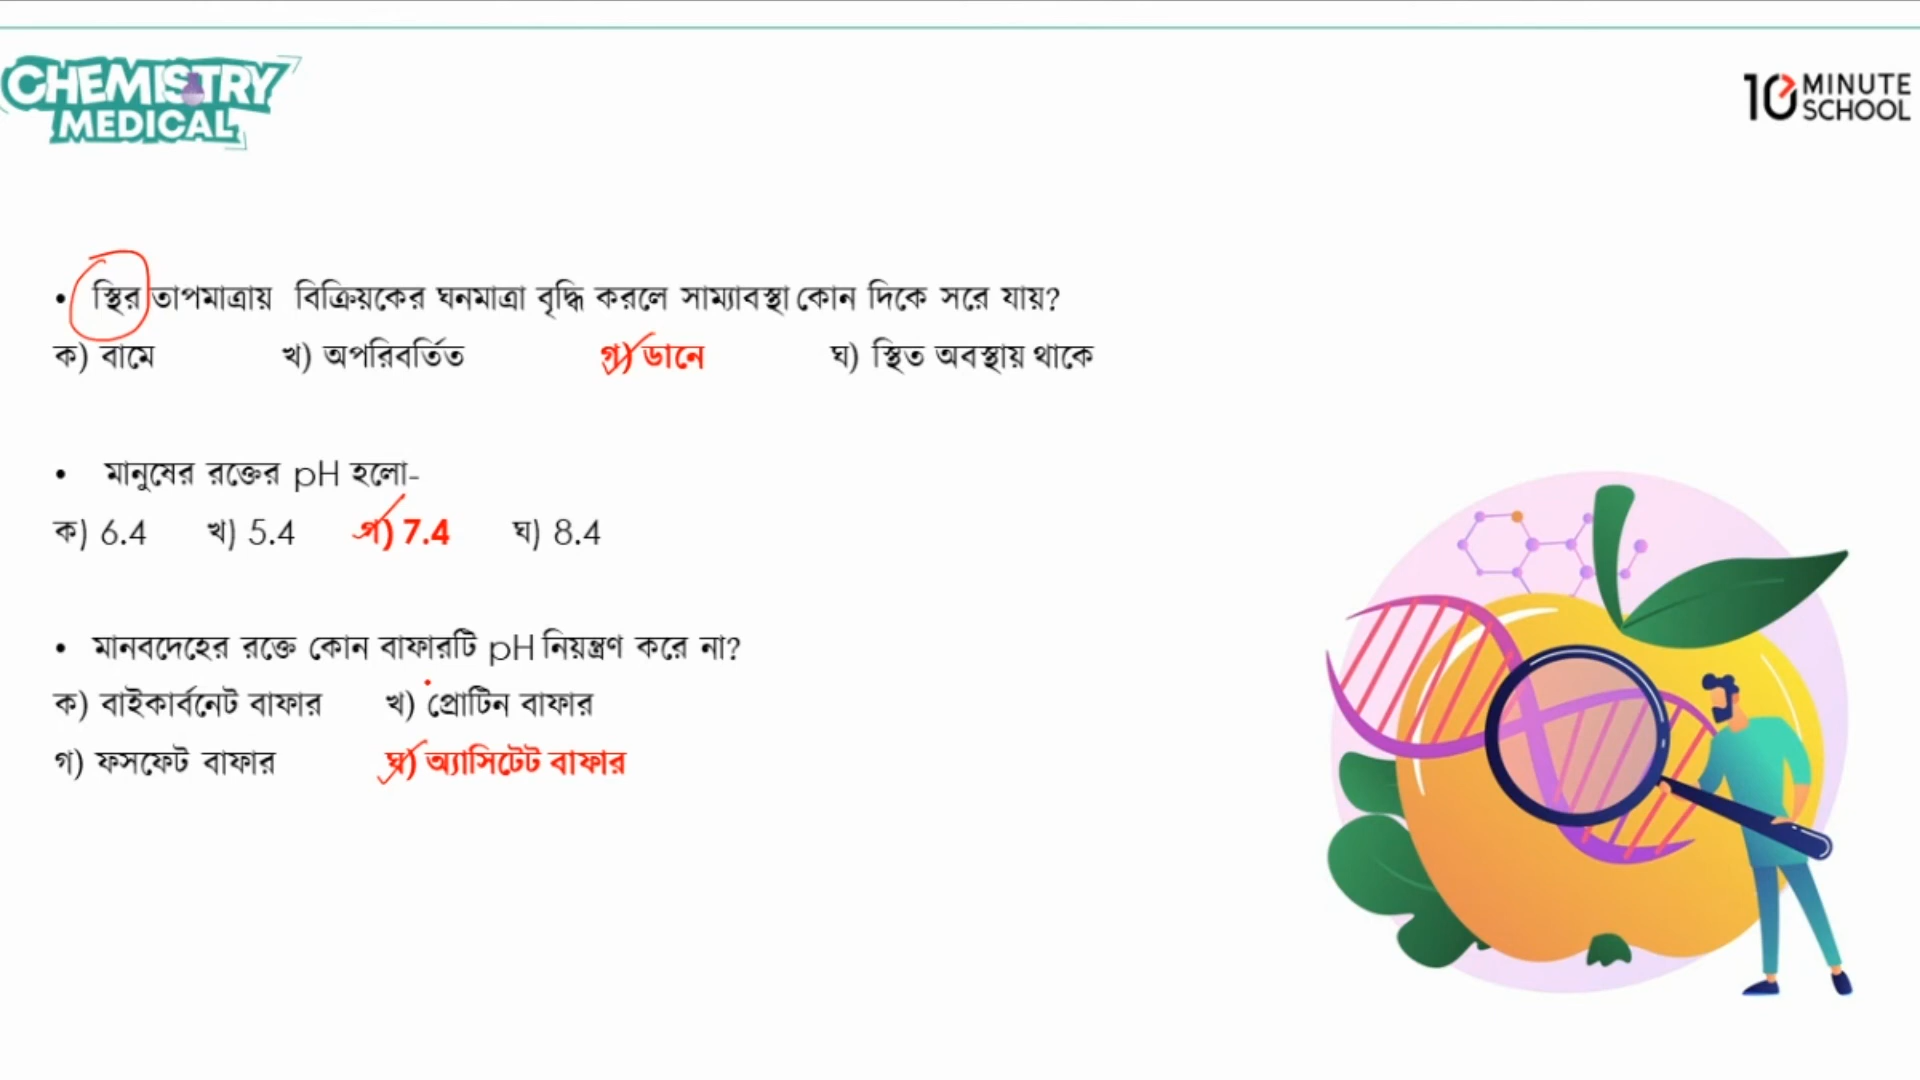 CHEMISTRY
MEDICAL
10 MINUTE
SCHOOL
• স্থির তাপমাত্রায় বিক্রিয়কের ঘনমাত্রা বৃদ্ধি করলে সাম্যাবস্থা কোন দিকে সরে যায়?
ক) বামে খ) অপরিবর্তিত গ) ডানে ঘ) স্থিত অবস্থায় থাকে
• মানুষের রক্তের pH হলো-
ক) 6.4 খ) 5.4 গ) 7.4 ঘ) 8.4
• মানবদেহের রক্তে কোন বাফারটি pH নিয়ন্ত্রণ করে না?
ক) বাইকার্বনেট বাফার খ) প্রোটিন বাফার
গ) ফসফেট বাফার ঘ) অ্যাসিটেট বাফার